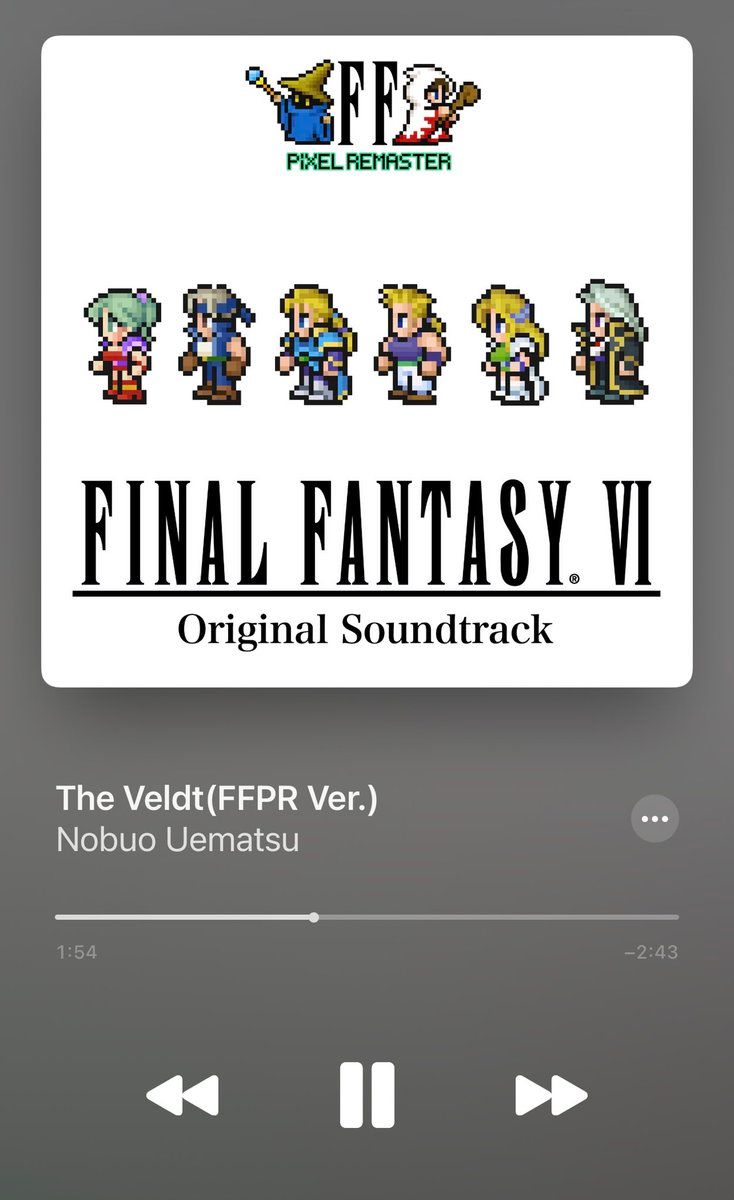 FF
PiXEL REMASTER
FINAL FANTASY® VI
Original Soundtrack
The Veldt(FFPR Ver.)
Nobuo Uematsu
1:54 −2:43